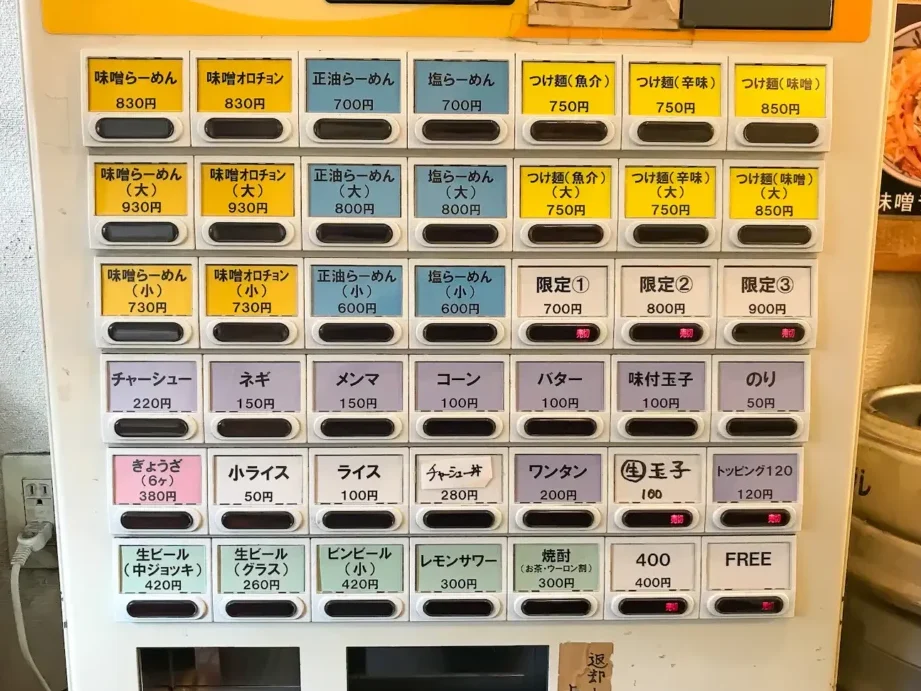 味噌らーめん
830円
味噌オロチョン
830円
正油らーめん
700円
塩らーめん
700円
つけ麺(魚介)
750円
つけ麺(辛味)
750円
つけ麺(味噌)
850円
味噌らーめん
(大)
930円
味噌オロチョン
(大)
930円
正油らーめん
(大)
800円
塩らーめん
(大)
800円
つけ麺(魚介)
(大)
750円
つけ麺(辛味)
(大)
750円
つけ麺(味噌)
(大)
850円
味噌らーめん
(小)
730円
味噌オロチョン
(小)
730円
正油らーめん
(小)
600円
塩らーめん
(小)
600円
限定①
700円
売切
限定②
800円
売切
限定③
900円
売切
チャーシュー
220円
ネギ
150円
メンマ
150円
コーン
100円
バター
100円
味付玉子
100円
のり
50円
ぎょうざ
(6ヶ)
380円
小ライス
50円
ライス
100円
チャーシュー丼
280円
ワンタン
200円
生玉子
100
売切
トッピング120
120円
売切
生ビール
(中ジョッキ)
420円
生ビール
(グラス)
260円
ビンビール
(小)
420円
レモンサワー
300円
焼酎
(お茶・ウーロン割)
300円
400
400円
売切
FREE
売切
返却
味噌